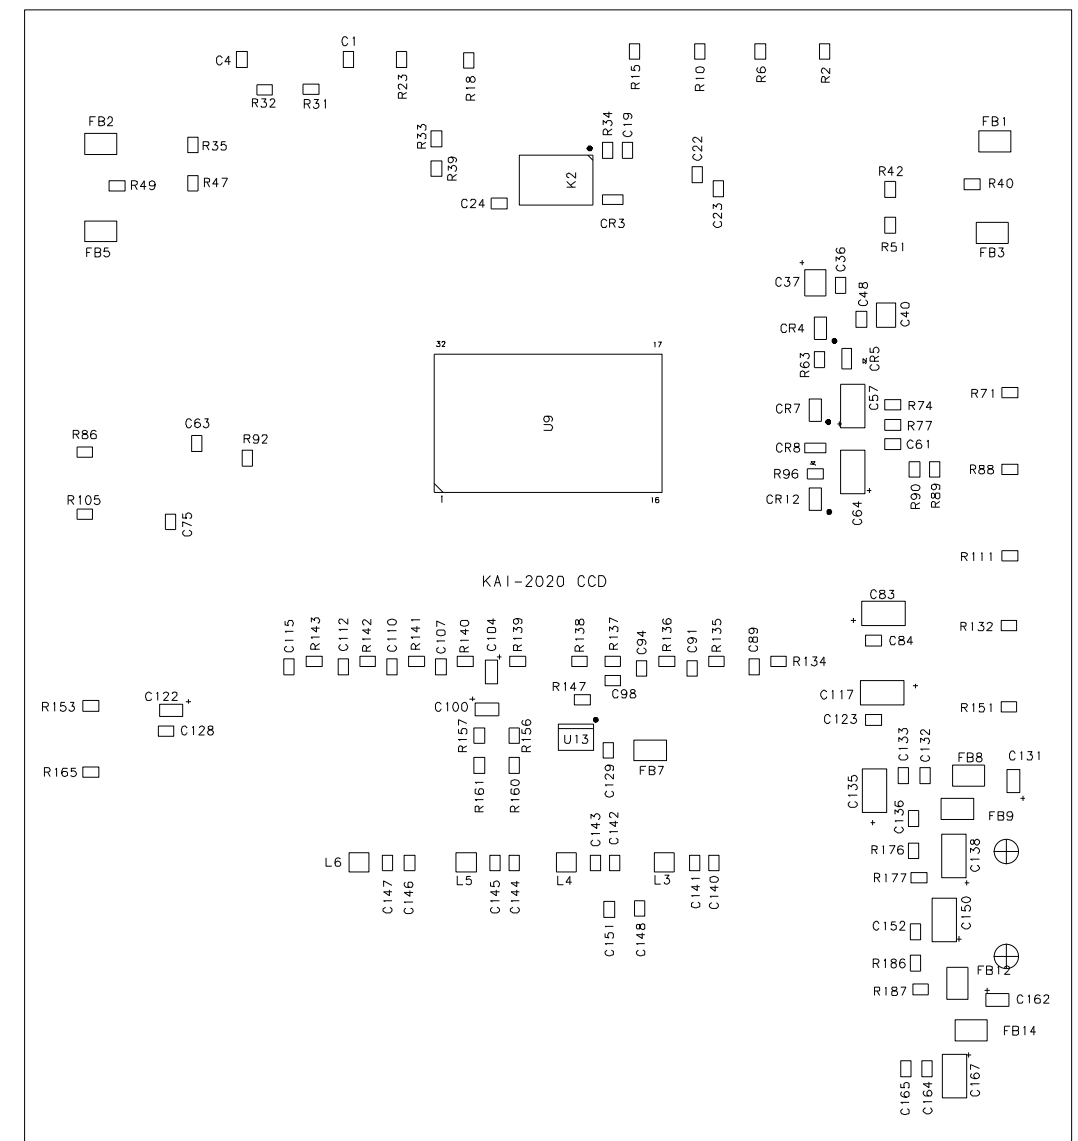 C4
C1
R23
R18
R15
R10
R6
R2
R32
R31
FB2
FB1
R35
R33
R34
C19
R49
R47
R39
K2
C22
R42
R40
C24
CR3
C23
FB5
R51
FB3
+
C37
C36
C48
C40
CR4
32
17
R63
CR5
R71
U9
CR7
C57
+
R74
R77
R86
C63
R92
CR8
C61
R96
R88
1
16
R105
C75
CR12
C64
+
R90
R89
KAI-2020 CCD
R111
C83
+
C84
R132
C115
R143
C112
R142
C110
R141
C107
R140
C104
+
R139
R138
R137
C94
R136
C91
R135
C89
R134
R147
C98
C117
+
R153
C122
+
C100
+
C123
R151
C128
R157
R156
U13
R165
R161
R160
C129
FB7
C133
C132
FB8
C131
+
C135
+
C136
FB9
C143
C142
R176
C138
+
L6
C147
C146
L5
C145
C144
L4
L3
C141
C140
R177
C151
C148
C152
C150
+
R186
FB12
R187
+
C162
FB14
+
C165
C164
C167